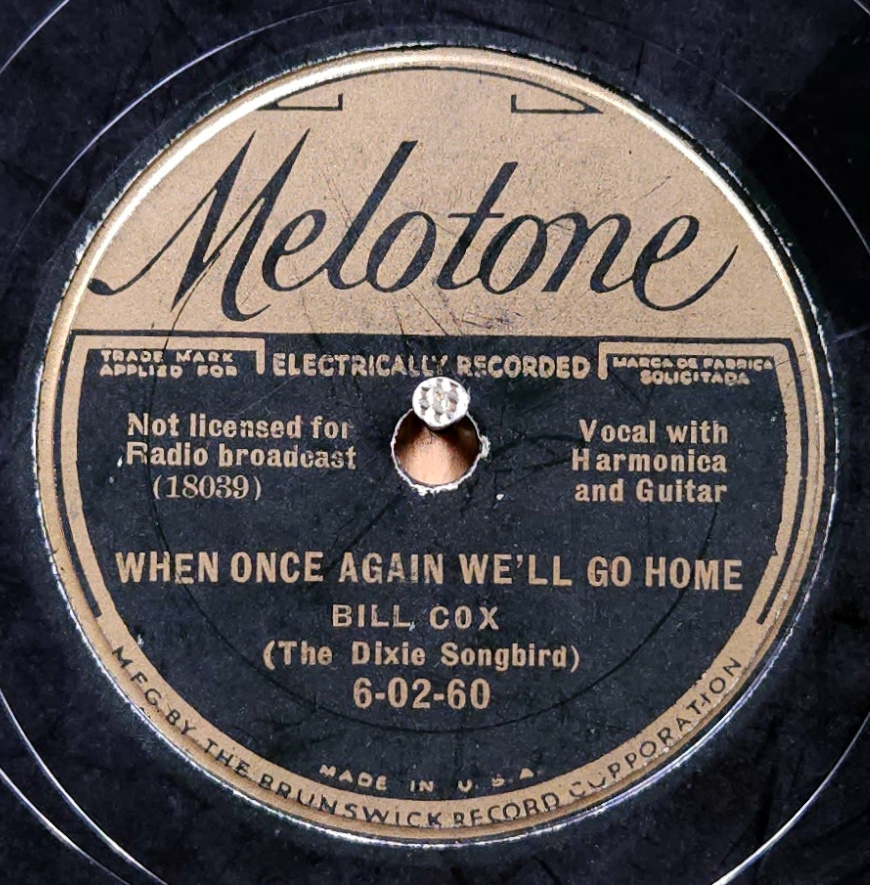 Melotone
TRADE MARK
APPLIED FOR
ELECTRICALLY RECORDED
MARCA DE FABRICA
SOLICITADA
Not licensed for
Radio broadcast
(18039)
Vocal with
Harmonica
and Guitar
WHEN ONCE AGAIN WE'LL GO HOME
BILL COX
(The Dixie Songbird)
6-02-60
MADE IN U.S.A.
MFG. BY THE BRUNSWICK RECORD CORPORATION